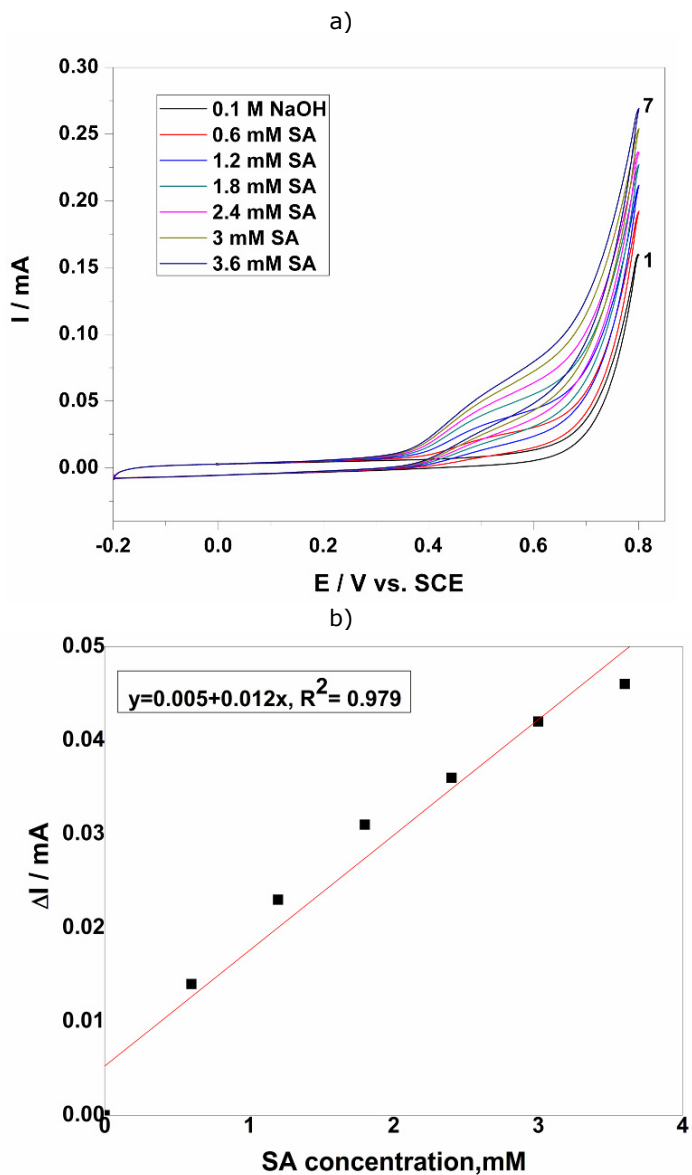 a)
0.30
0.25
0.20
0.15
0.10
0.05
0.00
I / mA
0.1 M NaOH
0.6 mM SA
1.2 mM SA
1.8 mM SA
2.4 mM SA
3 mM SA
3.6 mM SA
7
1
-0.2 0.0 0.2 0.4 0.6 0.8
E / V vs. SCE
b)
0.05
0.04
0.03
0.02
0.01
0.00
ΔI / mA
y=0.005+0.012x, R²= 0.979
0 1 2 3 4
SA concentration,mM